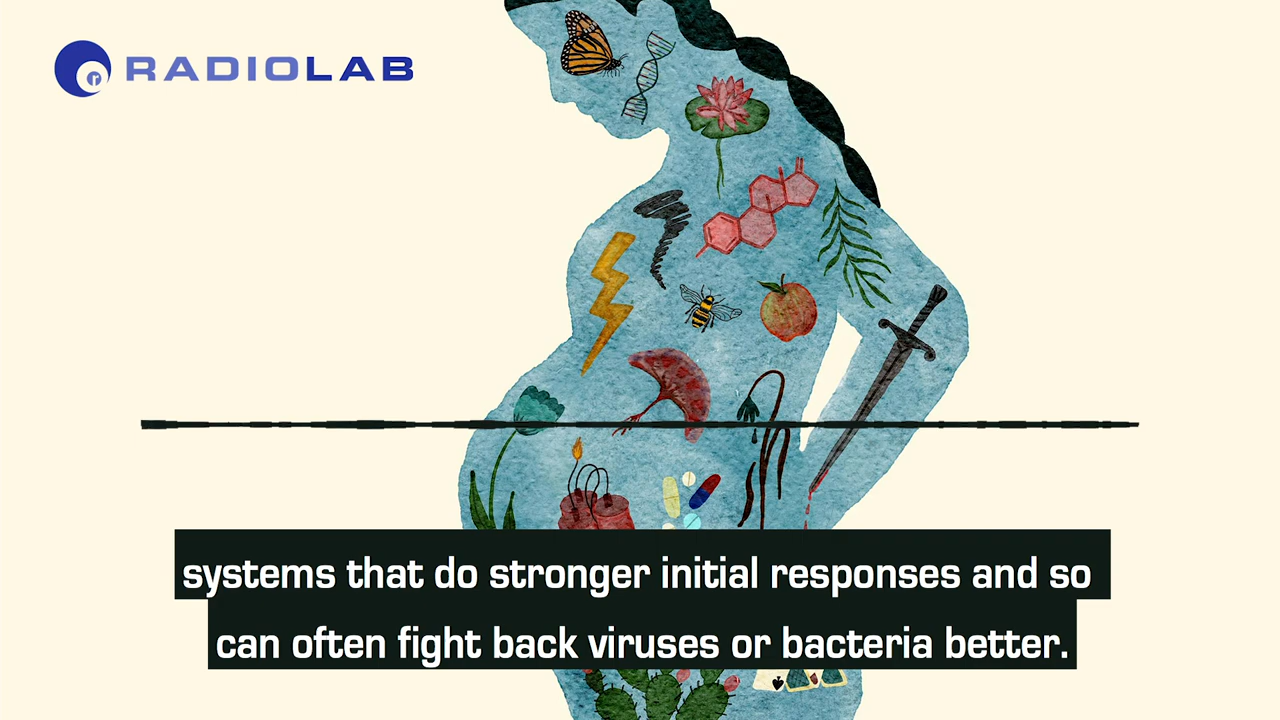 RADIOLAB
systems that do stronger initial responses and so
can often fight back viruses or bacteria better.